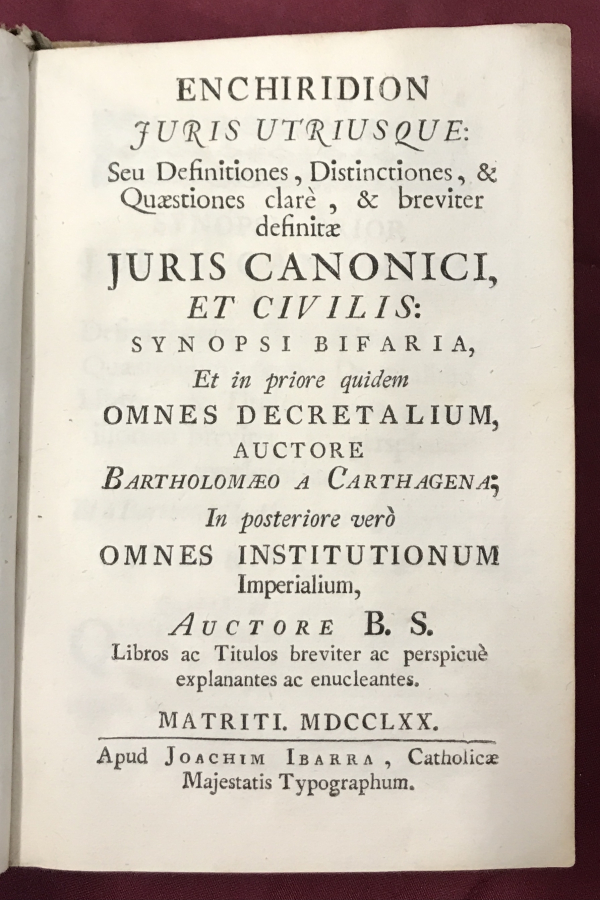 ENCHIRIDION
JURIS UTRIUSQUE:
Seu Definitiones, Distinctiones, &
Quæstiones clarè, & breviter
definitæ
JURIS CANONICI,
ET CIVILIS:
SYNOPSI BIFARIA,
Et in priore quidem
OMNES DECRETALIUM,
AUCTORE
BARTHOLOMÆO A CARTHAGENA;
In posteriore verò
OMNES INSTITUTIONUM
Imperialium,
AUCTORE B. S.
Libros ac Titulos breviter ac perspicuè
explanantes ac enucleantes.
MATRITI. MDCCLXX.
Apud JOACHIM IBARRA, Catholicæ
Majestatis Typographum.